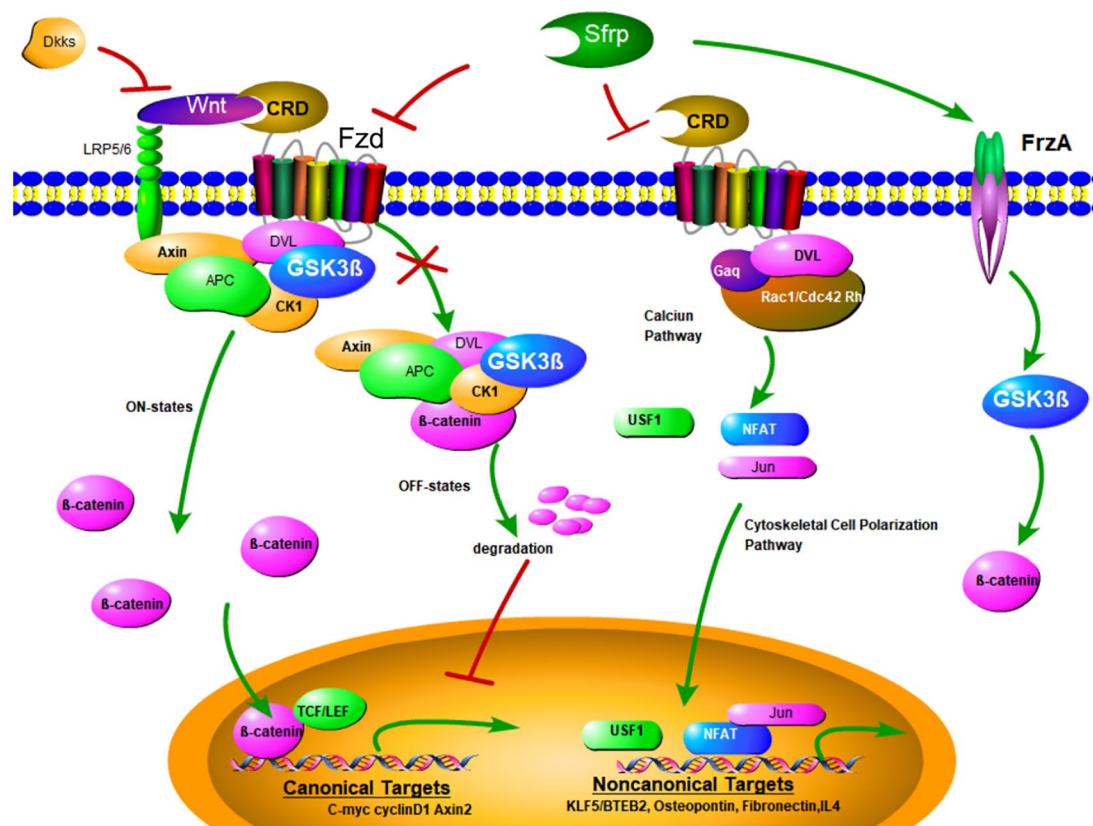 Dkks
Sfrp
Wnt
CRD
Fzd
CRD
FrzA
LRP5/6
Axin
DVL
GSK3ß
APC
CK1
DVL
Gaq
Rac1/Cdc42 Rh
Calciun
Pathway
Axin
DVL
GSK3ß
APC
CK1
ß-catenin
GSK3ß
ON-states
USF1
NFAT
Jun
OFF-states
ß-catenin
ß-catenin
ß-catenin
degradation
Cytoskeletal Cell Polarization
Pathway
ß-catenin
TCF/LEF
ß-catenin
USF1
NFAT
Jun
Canonical Targets
C-myc cyclinD1 Axin2
Noncanonical Targets
KLF5/BTEB2, Osteopontin, Fibronectin,IL4